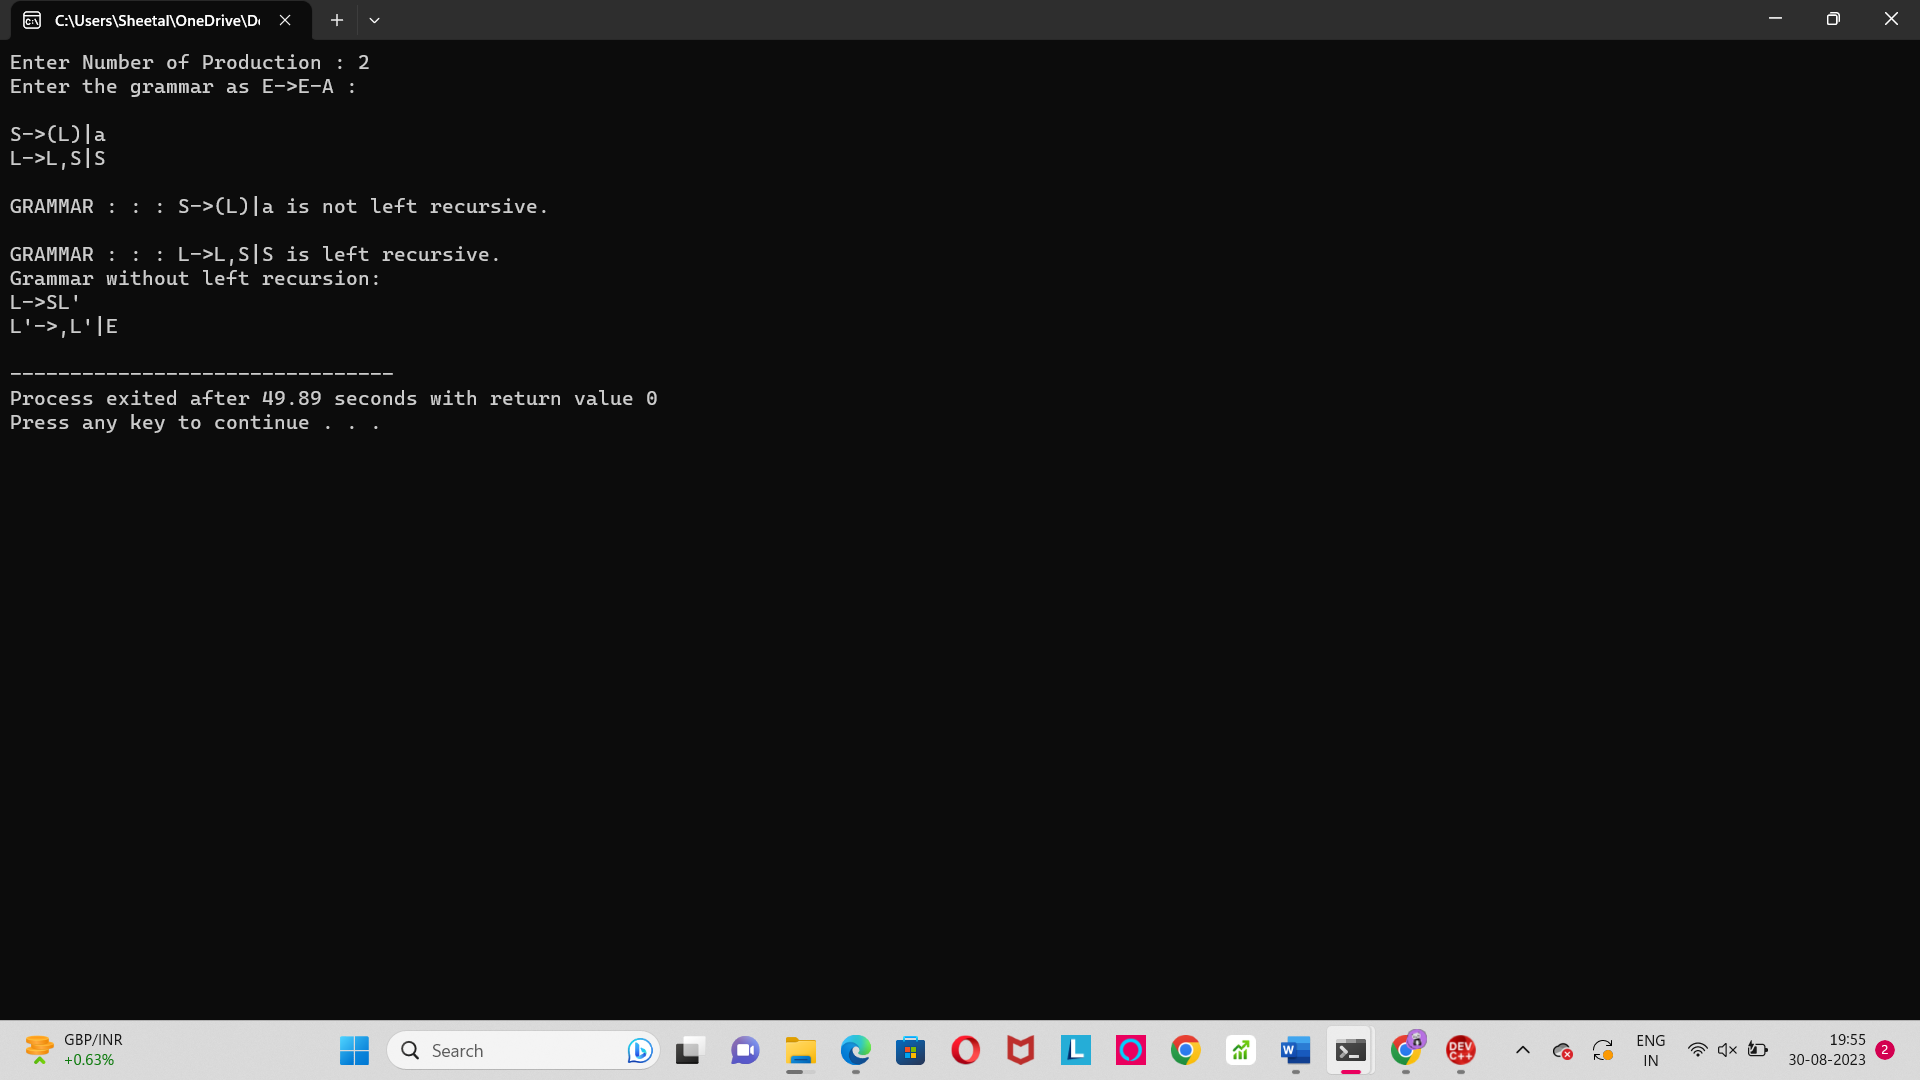 C:\Users\Sheetal\OneDrive\De
Enter Number of Production : 2
Enter the grammar as E->E-A :
S->(L)|a
L->L,S|S
GRAMMAR : : : S->(L)|a is not left recursive.
GRAMMAR : : : L->L,S|S is left recursive.
Grammar without left recursion:
L->SL'
L'->,L'|E
--------------------------------
Process exited after 49.89 seconds with return value 0
Press any key to continue . . .
GBP/INR
+0.63%
Search
L
W
DEV
C++
ENG
IN
19:55
30-08-2023
2